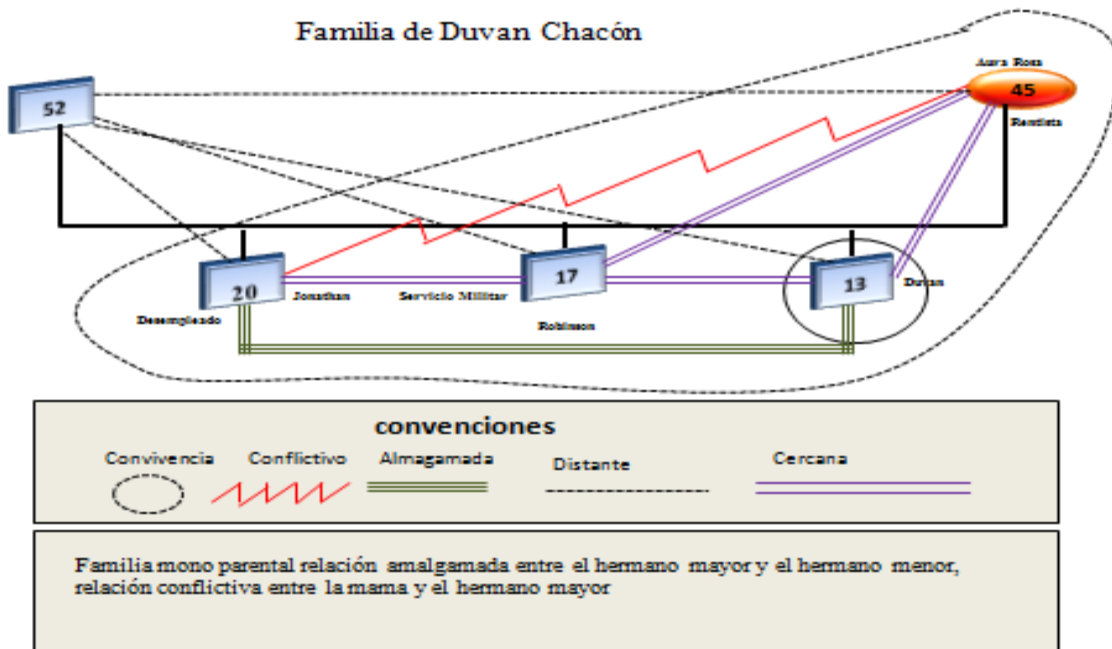 Familia de Duvan Chacón
Aura Rosa
52
45
Rentista
20
Jonathan
Servicio Militar
17
13
Duvan
Desempleado
Robinson
convenciones
Convivencia Conflictivo Almagamada Distante Cercana
Familia mono parental relación amalgamada entre el hermano mayor y el hermano menor,
relación conflictiva entre la mama y el hermano mayor